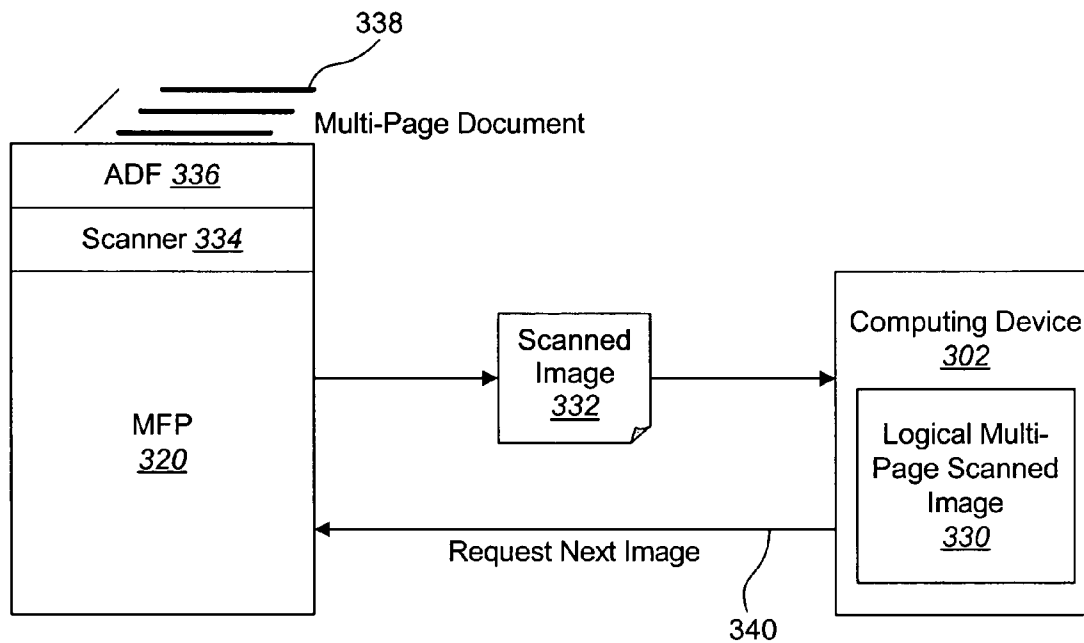 338
Multi-Page Document
ADF 336
Scanner 334
MFP
320
Scanned
Image
332
Computing Device
302
Logical Multi-
Page Scanned
Image
330
Request Next Image
340